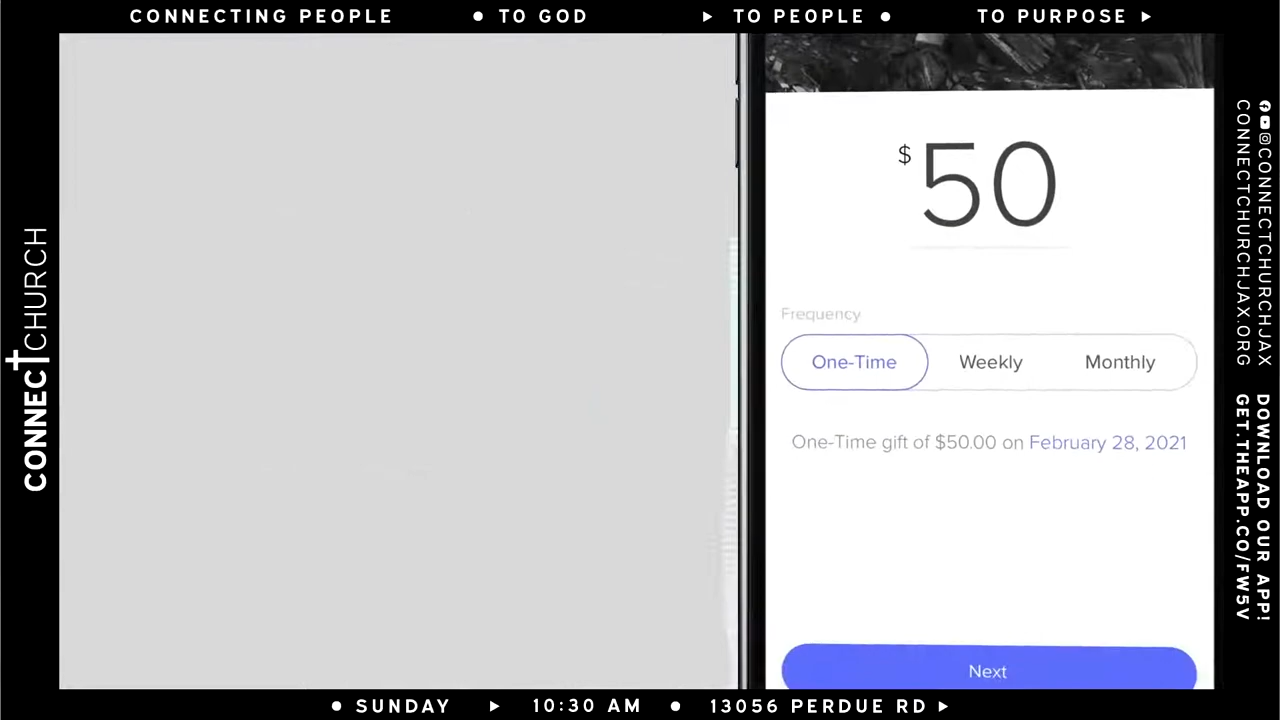 CONNECTING PEOPLE ● TO GOD ▶ TO PEOPLE ● TO PURPOSE ▶
CONNECTCHURCH
$50
Frequency
One-Time Weekly Monthly
One-Time gift of $50.00 on February 28, 2021
Next
CONNECTCHURCHJAX DOWNLOAD OUR APP!
CONNECTCHURCHJAX.ORG GET.THEAPP.CO/FW5V
● SUNDAY ▶ 10:30 AM ● 13056 PERDUE RD ▶